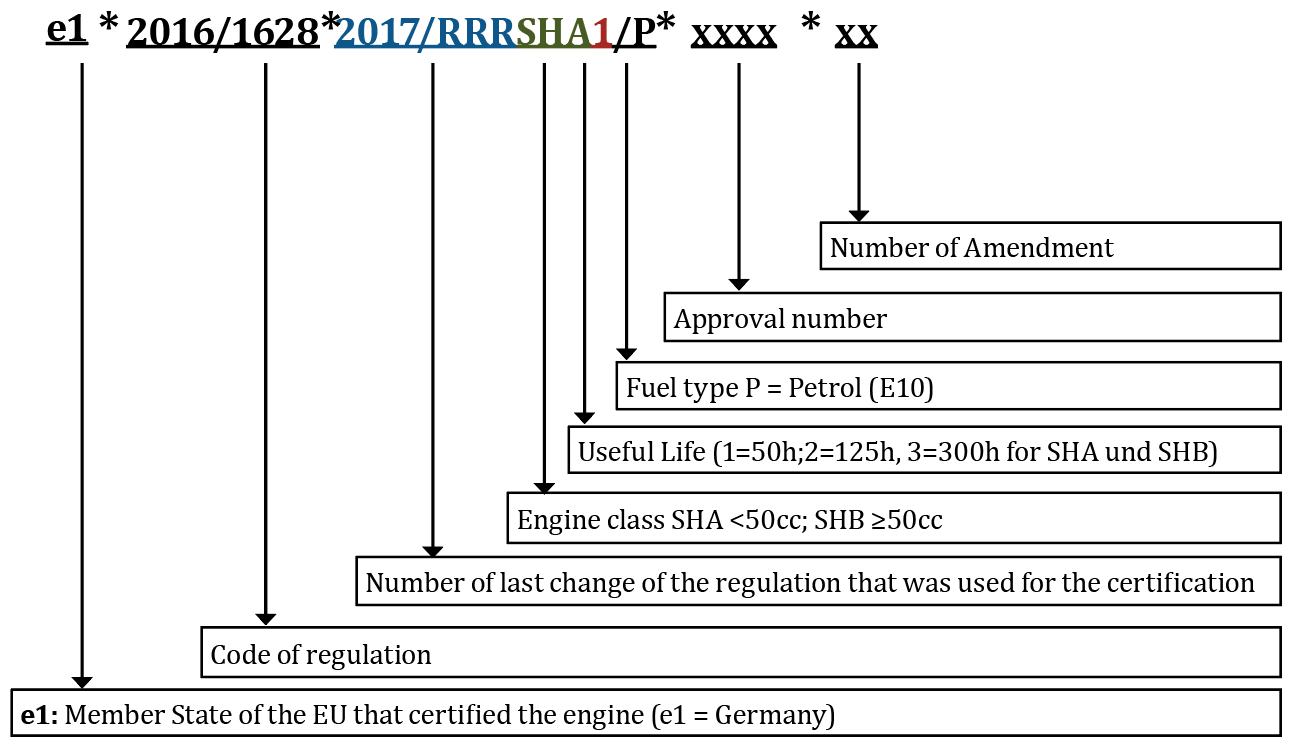 e1 * 2016/1628*2017/RRRSHA1/P* xxxx * xx
Number of Amendment
Approval number
Fuel type P = Petrol (E10)
Useful Life (1=50h;2=125h, 3=300h for SHA und SHB)
Engine class SHA <50cc; SHB ≥50cc
Number of last change of the regulation that was used for the certification
Code of regulation
e1: Member State of the EU that certified the engine (e1 = Germany)